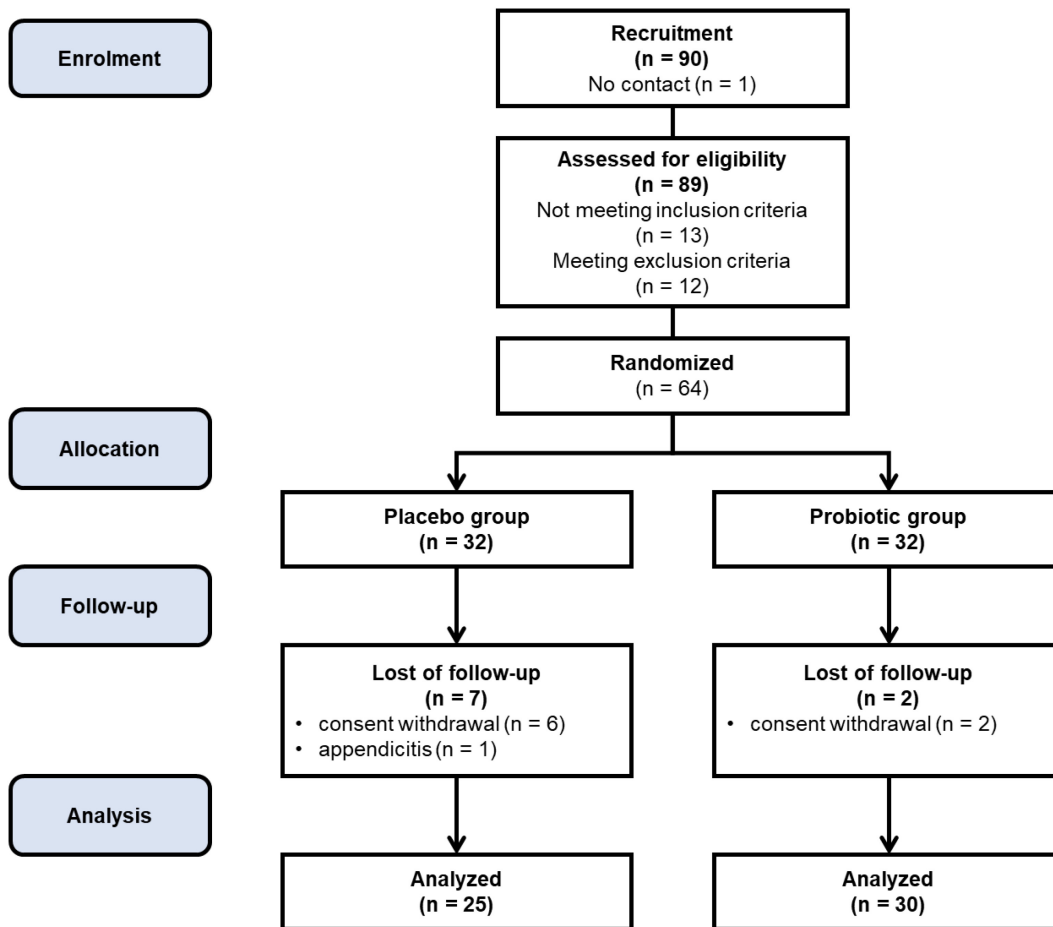 Enrolment
Recruitment
(n = 90)
No contact (n = 1)
Assessed for eligibility
(n = 89)
Not meeting inclusion criteria
(n = 13)
Meeting exclusion criteria
(n = 12)
Randomized
(n = 64)
Allocation
Placebo group
(n = 32)
Probiotic group
(n = 32)
Follow-up
Lost of follow-up
(n = 7)
• consent withdrawal (n = 6)
• appendicitis (n = 1)
Lost of follow-up
(n = 2)
• consent withdrawal (n = 2)
Analysis
Analyzed
(n = 25)
Analyzed
(n = 30)